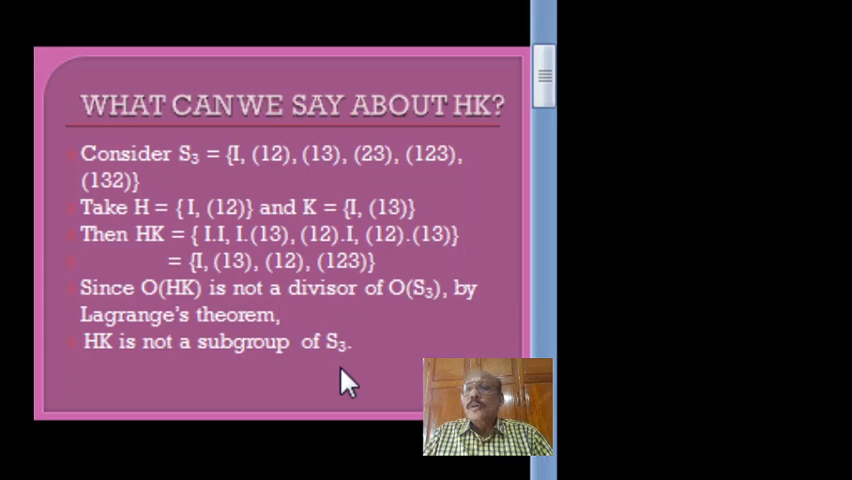 WHAT CAN WE SAY ABOUT HK?
Consider S₃ = {I, (12), (13), (23), (123),
(132)}
Take H = { I, (12)} and K = {I, (13)}
Then HK = { I.I, I.(13), (12).I, (12).(13)}
= {I, (13), (12), (123)}
Since O(HK) is not a divisor of O(S₃), by
Lagrange's theorem,
HK is not a subgroup of S₃.